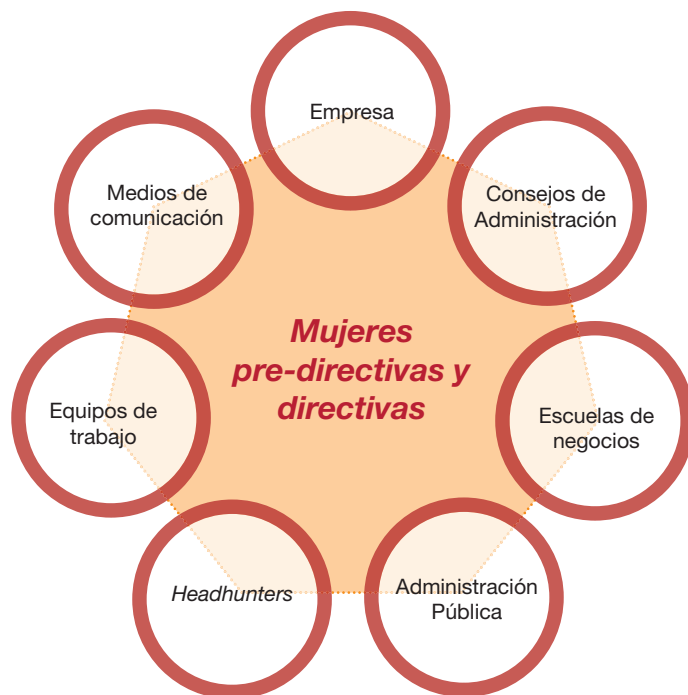 Empresa
Medios de
comunicación
Consejos de
Administración
Mujeres
pre-directivas y
directivas
Equipos de
trabajo
Escuelas de
negocios
Headhunters
Administración
Pública